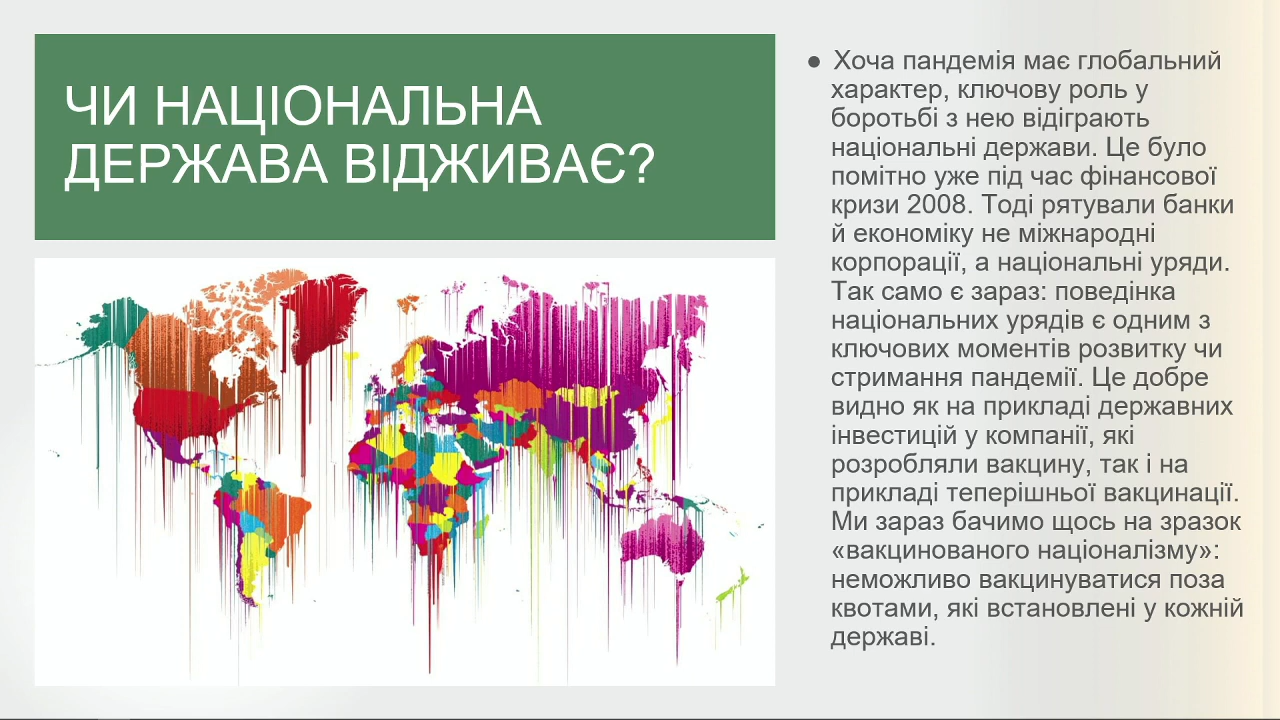 ЧИ НАЦІОНАЛЬНА
ДЕРЖАВА ВІДЖИВАЄ?
● Хоча пандемія має глобальний
характер, ключову роль у
боротьбі з нею відіграють
національні держави. Це було
помітно уже під час фінансової
кризи 2008. Тоді рятували банки
й економіку не міжнародні
корпорації, а національні уряди.
Так само є зараз: поведінка
національних урядів є одним з
ключових моментів розвитку чи
стримання пандемії. Це добре
видно як на прикладі державних
інвестицій у компанії, які
розробляли вакцину, так і на
прикладі теперішньої вакцинації.
Ми зараз бачимо щось на зразок
«вакцинованого націоналізму»:
неможливо вакцинуватися поза
квотами, які встановлені у кожній
державі.